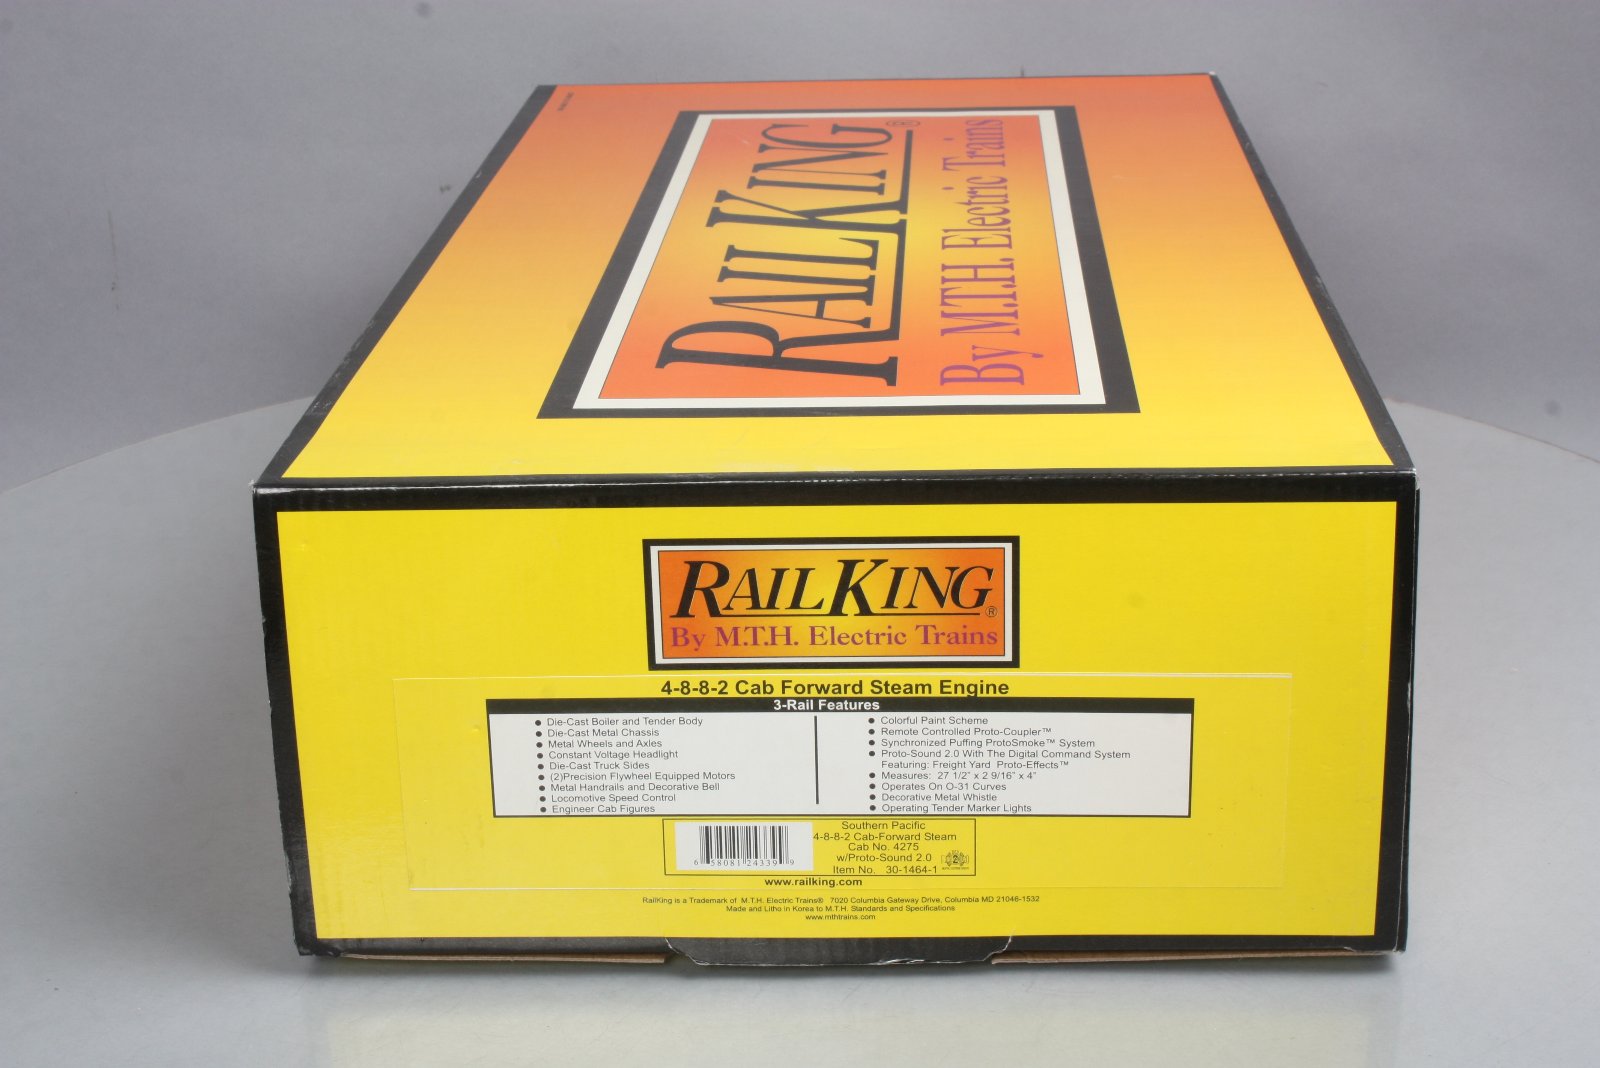 RAILKING®
By M.T.H. Electric Trains
RAILKING®
By M.T.H. Electric Trains
4-8-8-2 Cab Forward Steam Engine
3-Rail Features
Die-Cast Boiler and Tender Body
Die-Cast Metal Chassis
Metal Wheels and Axles
Constant Voltage Headlight
Die-Cast Truck Sides
(2)Precision Flywheel Equipped Motors
Metal Handrails and Decorative Bell
Locomotive Speed Control
Engineer Cab Figures
Colorful Paint Scheme
Remote Controlled Proto-Coupler™
Synchronized Puffing ProtoSmoke™ System
Proto-Sound 2.0 With The Digital Command System
Featuring: Freight Yard Proto-Effects™
Measures: 27 1/2" x 2 9/16" x 4"
Operates On O-31 Curves
Decorative Metal Whistle
Operating Tender Marker Lights
6 58081 24339 9
Southern Pacific
4-8-8-2 Cab-Forward Steam
Cab No. 4275
w/Proto-Sound 2.0
Item No. 30-1464-1
www.railking.com
RailKing is a Trademark of M.T.H. Electric Trains® 7020 Columbia Gateway Drive, Columbia MD 21046-1532
Made and Litho in Korea to M.T.H. Standards and Specifications
www.mthtrains.com